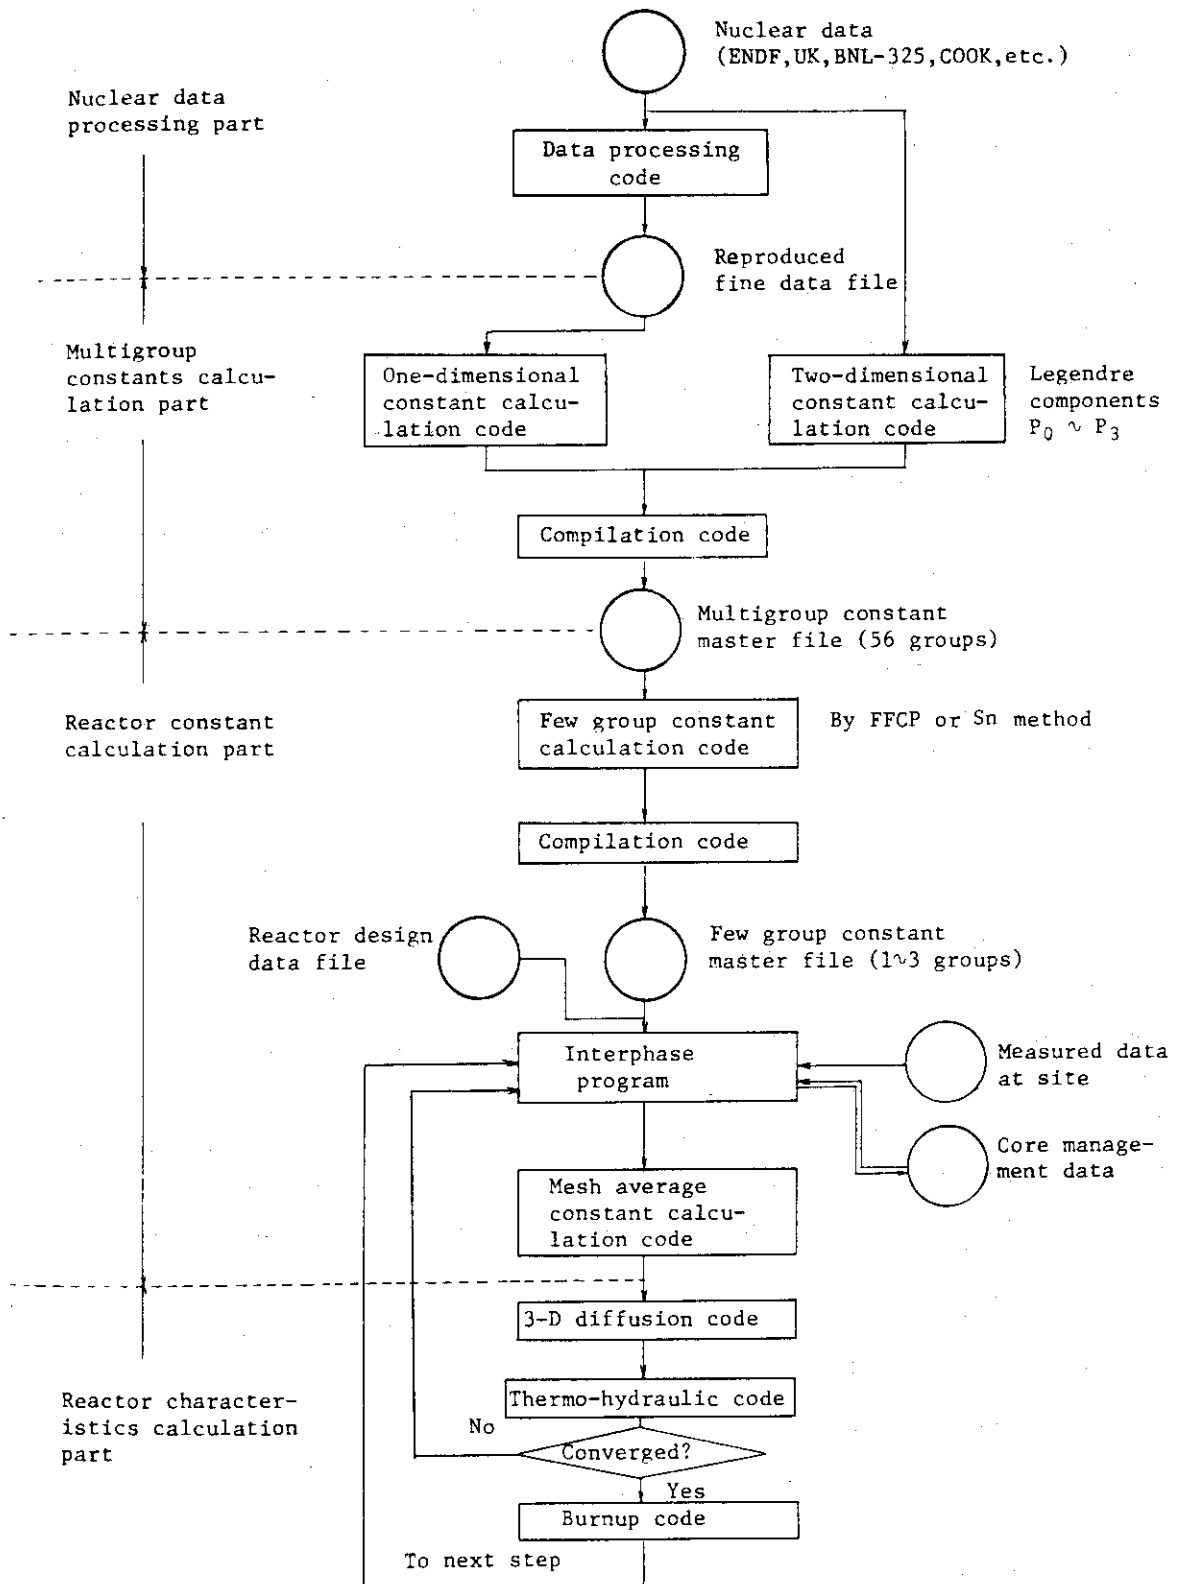 Nuclear data
(ENDF,UK,BNL-325,COOK,etc.)
Nuclear data
processing part
Data processing
code
Reproduced
fine data file
Multigroup
constants calcu-
lation part
One-dimensional
constant calcu-
lation code
Two-dimensional
constant calcu-
lation code
Legendre
components
P0 ~ P3
Compilation code
Multigroup constant
master file (56 groups)
Reactor constant
calculation part
Few group constant
calculation code
By FFCP or Sn method
Compilation code
Reactor design
data file
Few group constant
master file (1~3 groups)
Interphase
program
Measured data
at site
Core manage-
ment data
Mesh average
constant calcu-
lation code
3-D diffusion code
Thermo-hydraulic code
Reactor character-
istics calculation
part
No
Converged?
Yes
Burnup code
To next step